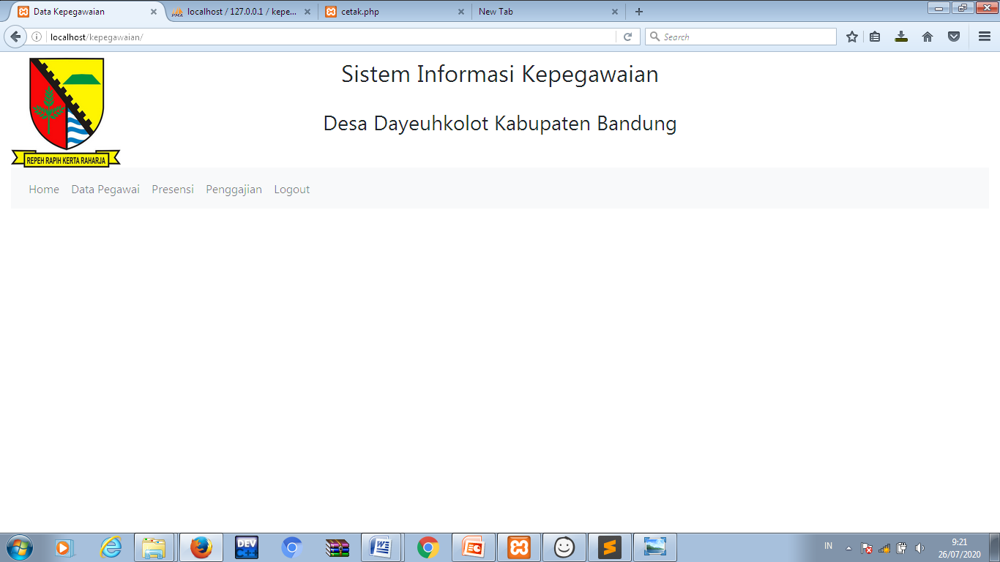 Data Kepegawaian
localhost / 127.0.0.1 / kepe...
cetak.php
New Tab
localhost/kepegawaian/
Search
Sistem Informasi Kepegawaian
Desa Dayeuhkolot Kabupaten Bandung
REPEH RAPIH KERTA RAHARJA
Home Data Pegawai Presensi Penggajian Logout
DEV
C++
IN
9:21
26/07/2020